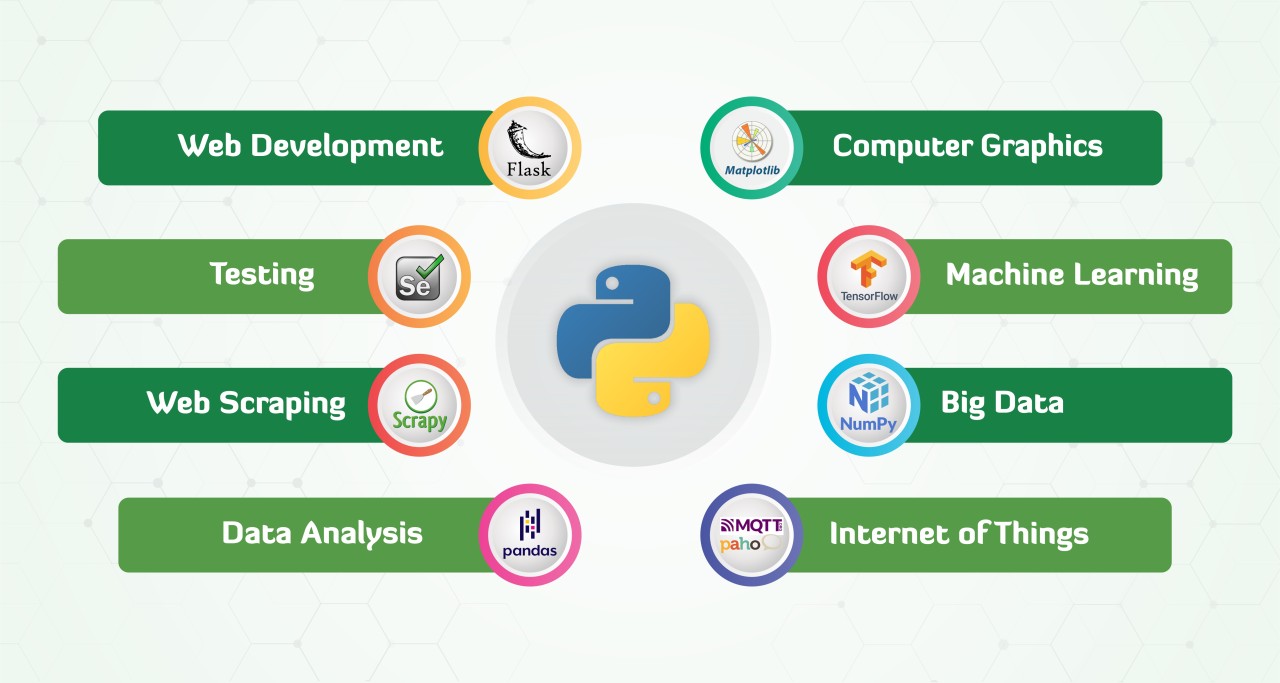 Web Development
Flask
Matplotlib
Computer Graphics
Testing
Se
TensorFlow
Machine Learning
Web Scraping
Scrapy
NumPy
Big Data
Data Analysis
pandas
MQTT
paho
Internet of Things